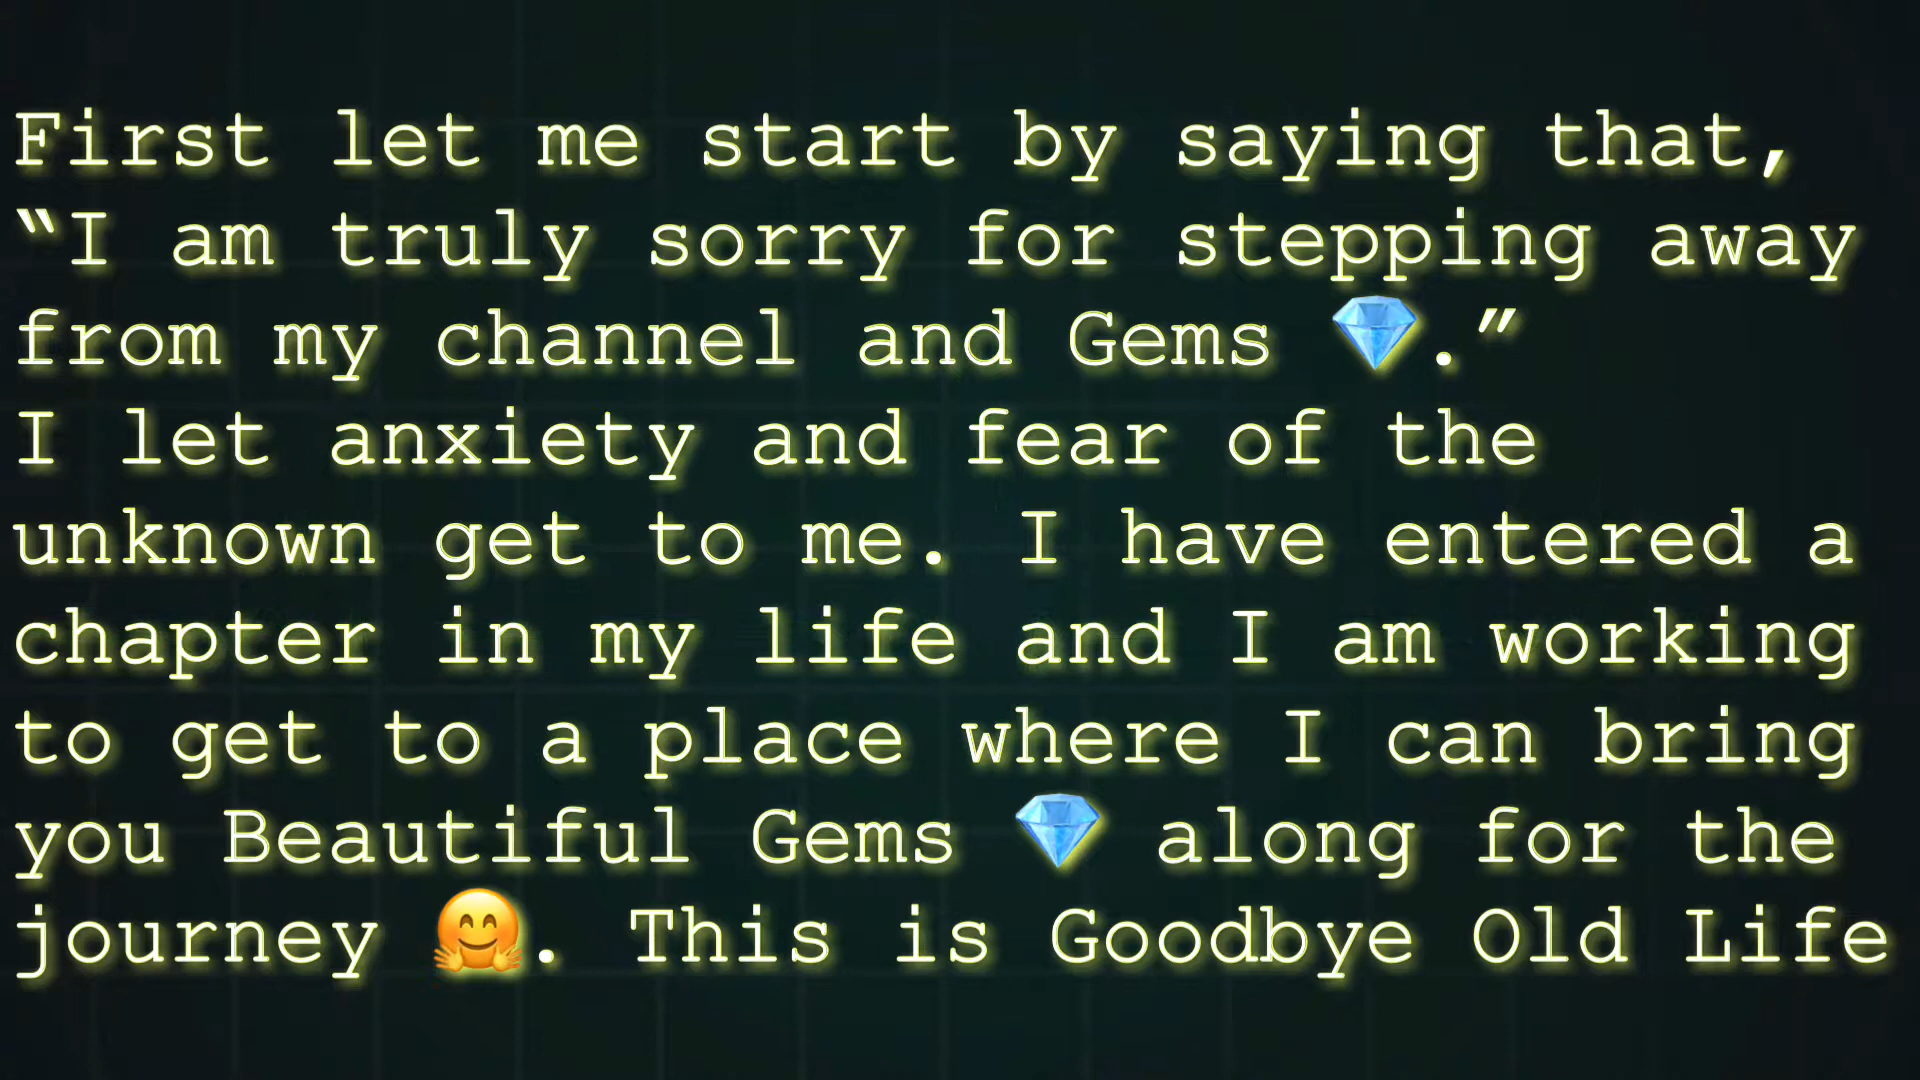 First let me start by saying that,
“I am truly sorry for stepping away
from my channel and Gems 💎.”
I let anxiety and fear of the
unknown get to me. I have entered a
chapter in my life and I am working
to get to a place where I can bring
you Beautiful Gems 💎 along for the
journey 🤗. This is Goodbye Old Life